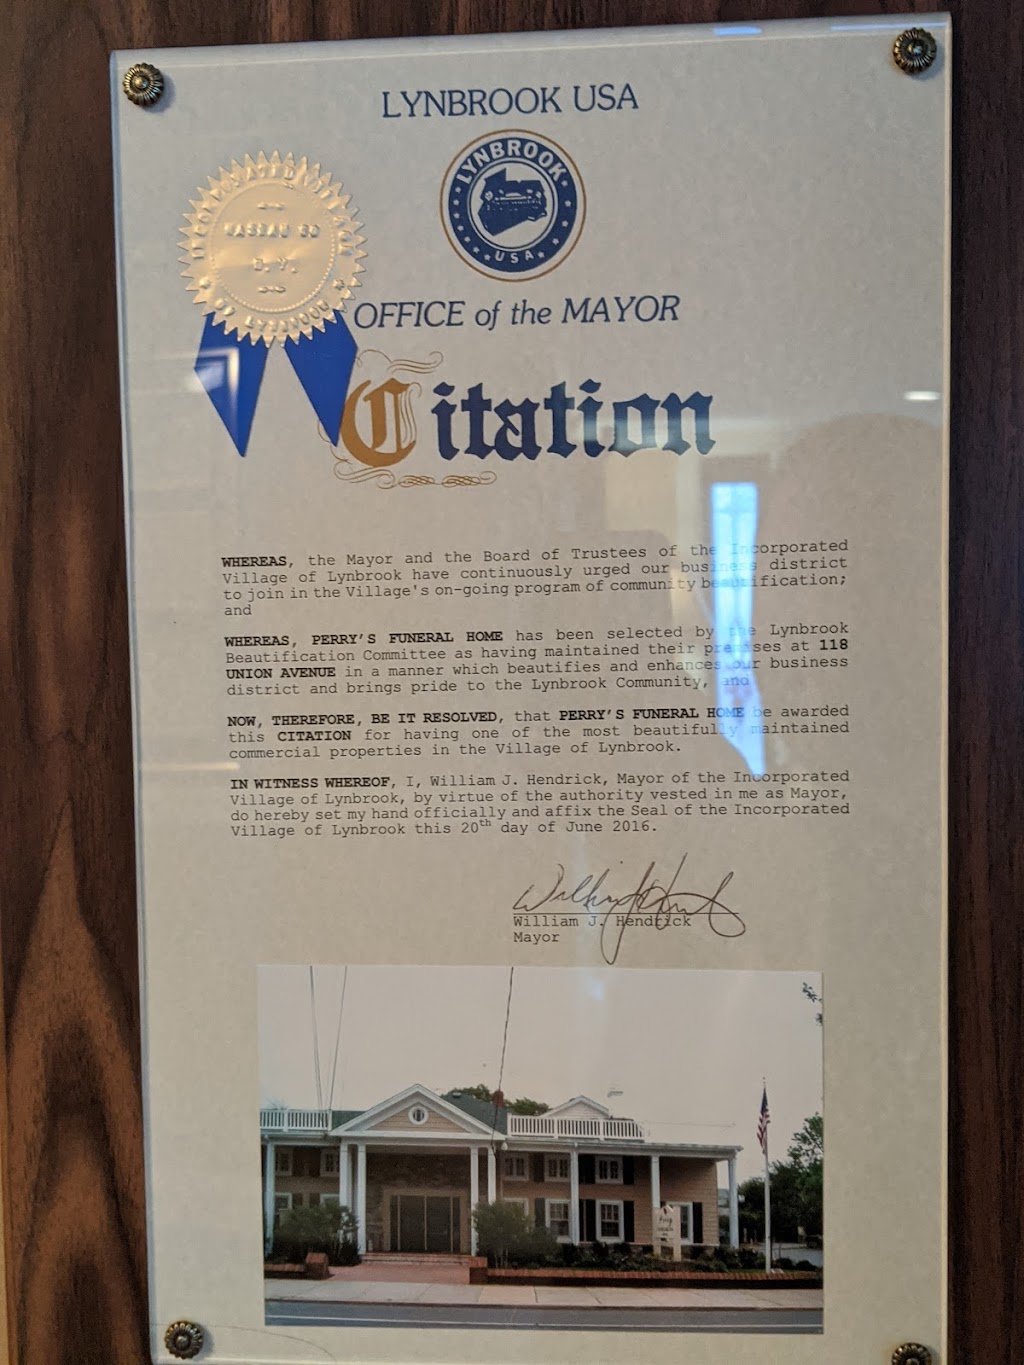 LYNBROOK USA
LYNBROOK
USA
INCORPORATED VILLAGE
NASSAU CO
N.Y.
OF LYNBROOK
OFFICE of the MAYOR
Citation
WHEREAS, the Mayor and the Board of Trustees of the Incorporated
Village of Lynbrook have continuously urged our business district
to join in the Village's on-going program of community beautification;
and
WHEREAS, PERRY'S FUNERAL HOME has been selected by the Lynbrook
Beautification Committee as having maintained their premises at 118
UNION AVENUE in a manner which beautifies and enhances our business
district and brings pride to the Lynbrook Community, and
NOW, THEREFORE, BE IT RESOLVED, that PERRY'S FUNERAL HOME be awarded
this CITATION for having one of the most beautifully maintained
commercial properties in the Village of Lynbrook.
IN WITNESS WHEREOF, I, William J. Hendrick, Mayor of the Incorporated
Village of Lynbrook, by virtue of the authority vested in me as Mayor,
do hereby set my hand officially and affix the Seal of the Incorporated
Village of Lynbrook this 20th day of June 2016.
William J. Hendrick
Mayor